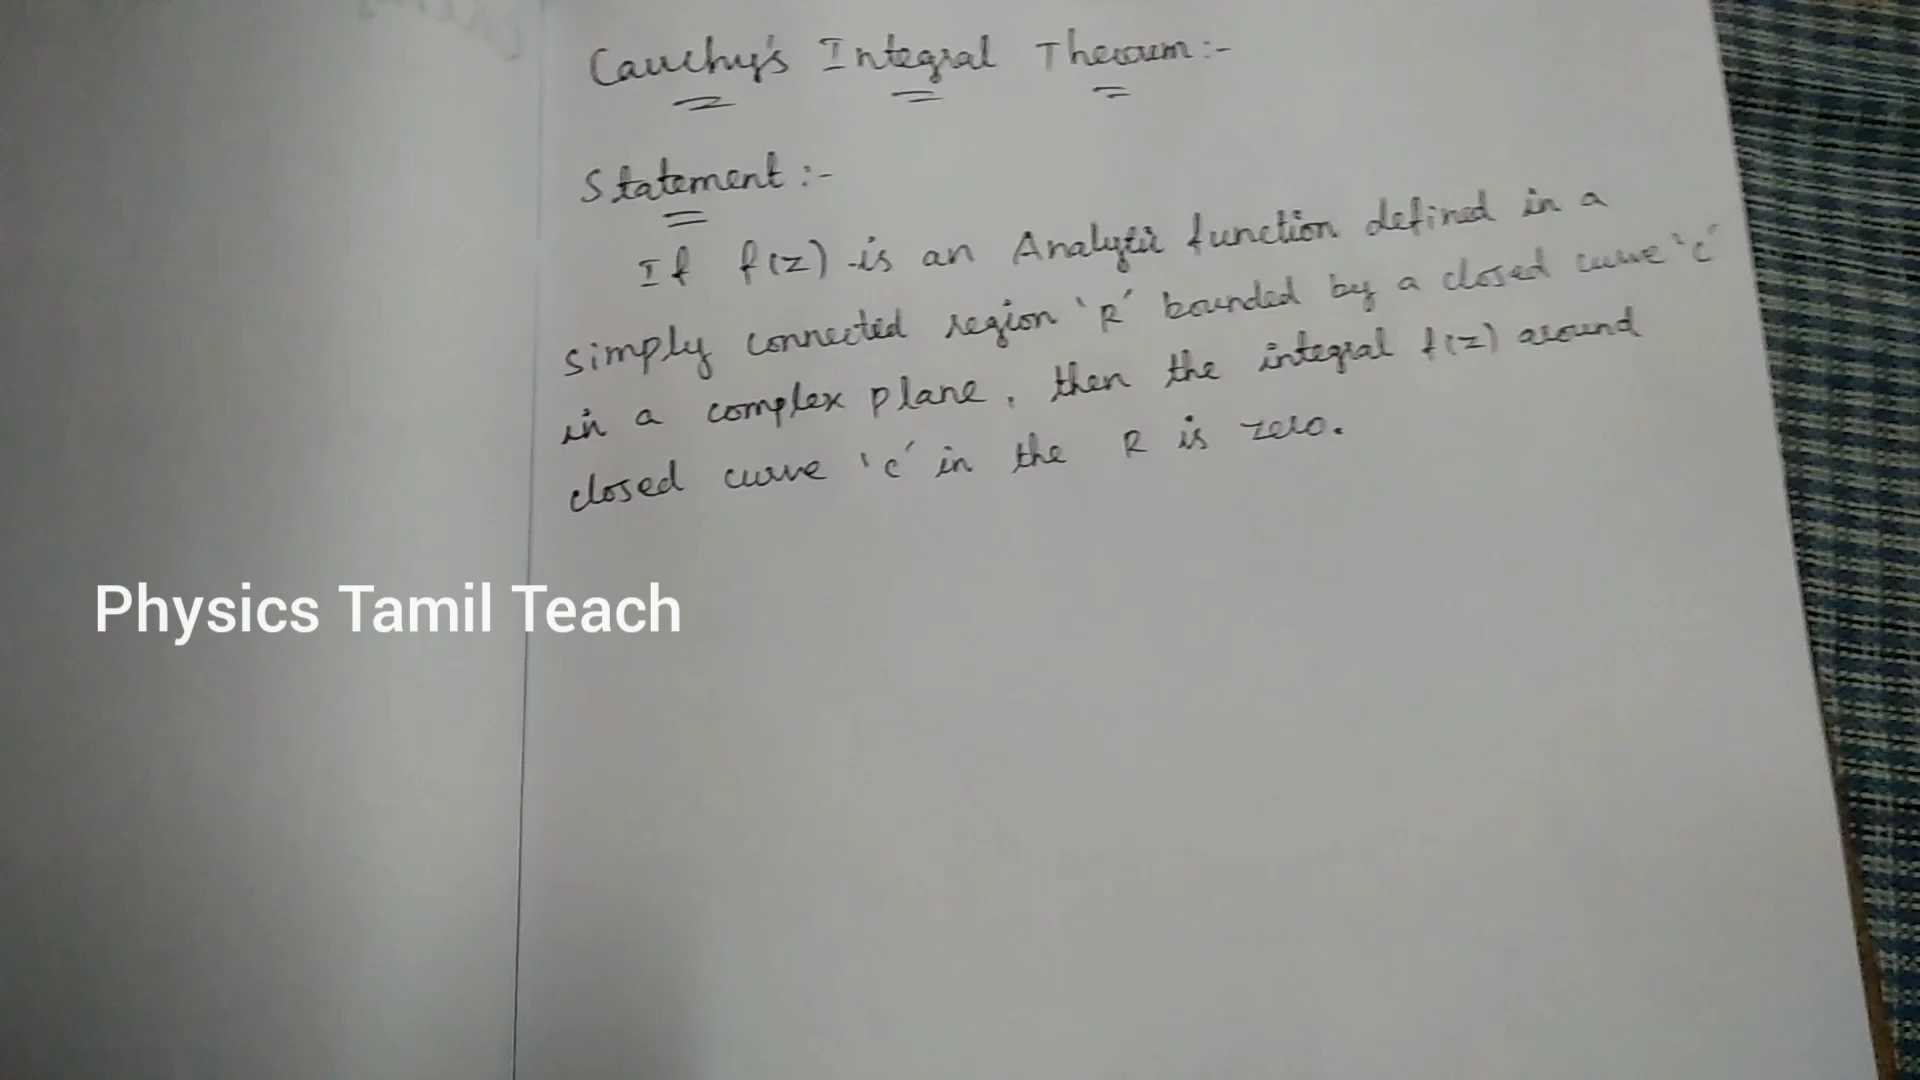 Cauchy's Integral Theorem:-
Statement:-
If f(z) is an Analytic function defined in a
simply connected region 'R' bounded by a closed curve 'c'
in a complex plane, then the integral f(z) around
closed curve 'c' in the R is zero.
Physics Tamil Teach